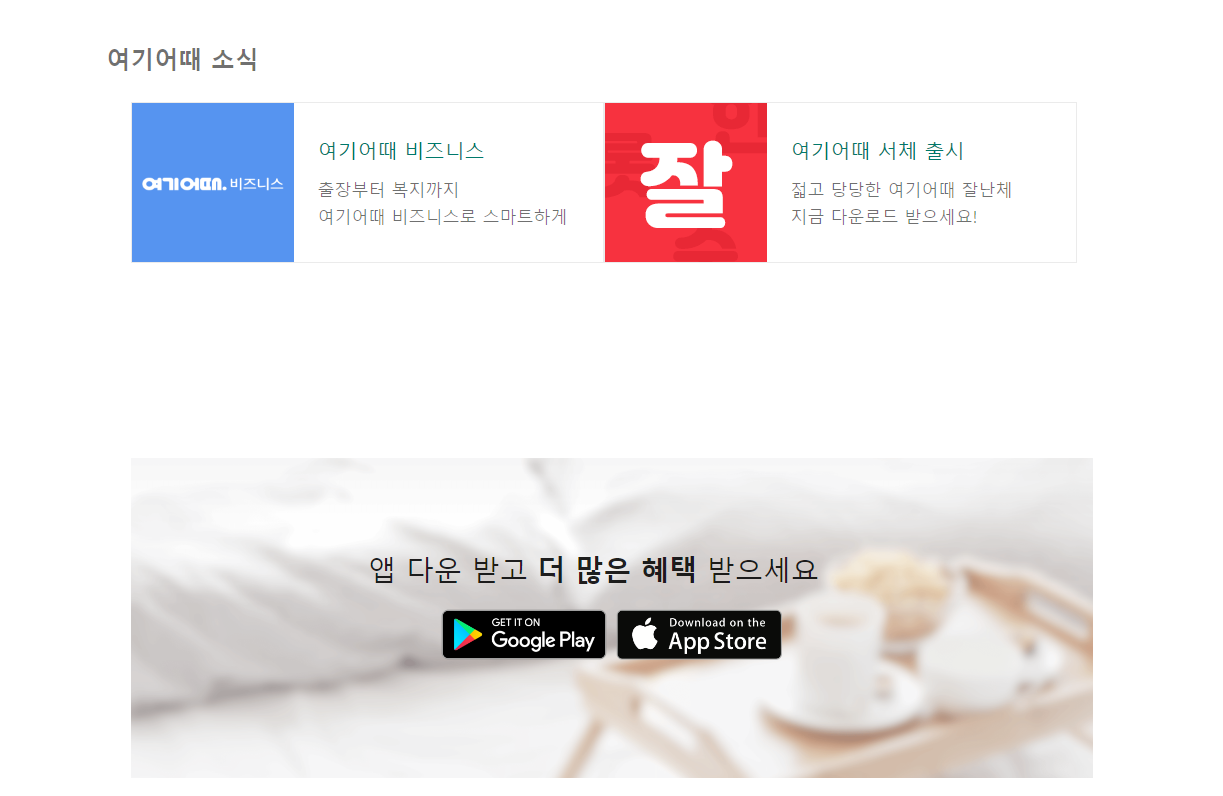 여기어때 소식
여기어때. 비즈니스
여기어때 비즈니스
출장부터 복지까지
여기어때 비즈니스로 스마트하게
잘
여기어때 서체 출시
젊고 당당한 여기어때 잘난체
지금 다운로드 받으세요!
앱 다운 받고 더 많은 혜택 받으세요
GET IT ON
Google Play
Download on the
App Store